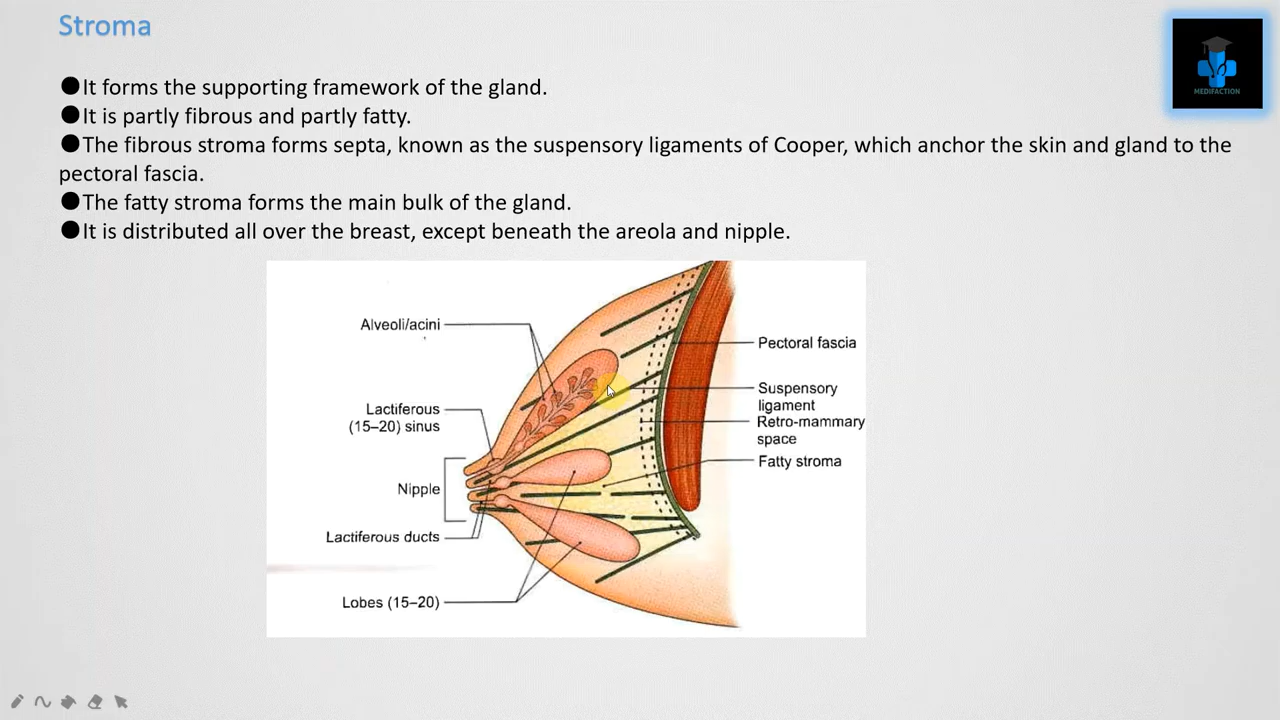 Stroma
MEDIFACTION
●It forms the supporting framework of the gland.
●It is partly fibrous and partly fatty.
●The fibrous stroma forms septa, known as the suspensory ligaments of Cooper, which anchor the skin and gland to the
pectoral fascia.
●The fatty stroma forms the main bulk of the gland.
●It is distributed all over the breast, except beneath the areola and nipple.
Alveoli/acini
Lactiferous
(15–20) sinus
Nipple
Lactiferous ducts
Lobes (15–20)
Pectoral fascia
Suspensory
ligament
Retro-mammary
space
Fatty stroma